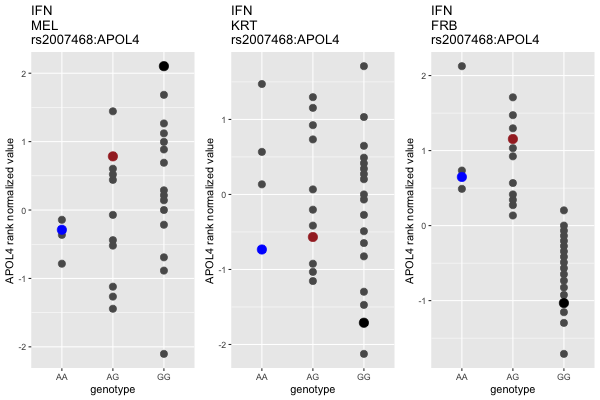 IFN
MEL
rs2007468:APOL4
APOL4 rank normalized value
2
1
0
-1
-2
AA
AG
GG
genotype
IFN
KRT
rs2007468:APOL4
APOL4 rank normalized value
1
0
-1
-2
AA
AG
GG
genotype
IFN
FRB
rs2007468:APOL4
APOL4 rank normalized value
2
1
0
-1
AA
AG
GG
genotype